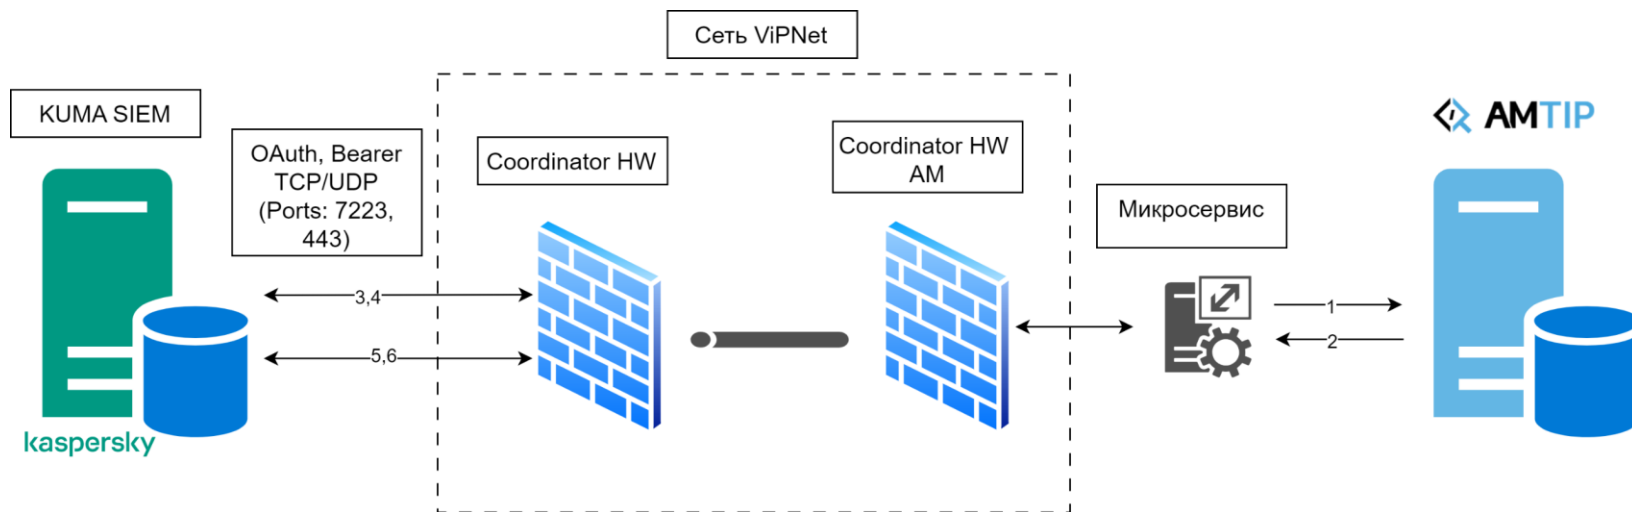 Сеть ViPNet
KUMA SIEM
OAuth, Bearer
TCP/UDP
(Ports: 7223,
443)
Coordinator HW
Coordinator HW
AM
Микросервис
AMTIP
3,4
5,6
1
2
kaspersky